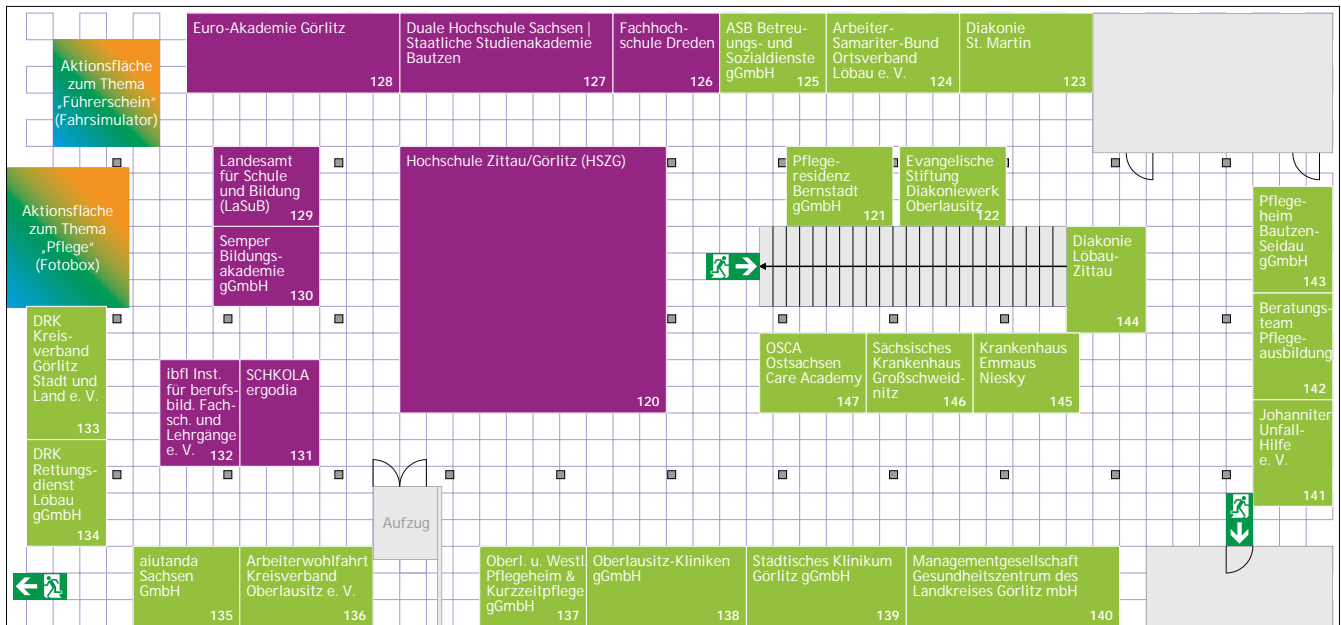 Aktionsfläche
zum Thema
„Führerschein“
(Fahrsimulator)
Euro-Akademie Görlitz
128
Duale Hochschule Sachsen |
Staatliche Studienakademie
Bautzen
127
Fachhoch-
schule Dreden
126
ASB Betreu-
ungs- und
Sozialdienste
gGmbH
125
Arbeiter-
Samariter-Bund
Ortsverband
Löbau e. V.
124
Diakonie
St. Martin
123
Aktionsfläche
zum Thema
„Pflege“
(Fotobox)
Landesamt
für Schule
und Bildung
(LaSuB)
129
Semper
Bildungs-
akademie
gGmbH
130
Hochschule Zittau/Görlitz (HSZG)
120
Pflege-
residenz
Bernstadt
gGmbH
121
Evangelische
Stiftung
Diakoniewerk
Oberlausitz
122
Diakonie
Löbau-
Zittau
144
Pflege-
heim
Bautzen-
Seidau
gGmbH
143
Beratungs-
team
Pflege-
ausbildung
142
Johanniter
Unfall-
Hilfe
e. V.
141
DRK
Kreis-
verband
Görlitz
Stadt und
Land e. V.
133
DRK
Rettungs-
dienst
Löbau
gGmbH
134
ibfl Inst.
für berufs-
bild. Fach-
sch. und
Lehrgänge
e. V.
132
SCHKOLA
ergodia
131
OSCA
Ostsachsen
Care Academy
147
Sächsisches
Krankenhaus
Großschweid-
nitz
146
Krankenhaus
Emmaus
Niesky
145
Aufzug
aiutanda
Sachsen
GmbH
135
Arbeiterwohlfahrt
Kreisverband
Oberlausitz e. V.
136
Oberl. u. Westl.
Pflegeheim &
Kurzzeitpflege
gGmbH
137
Oberlausitz-Kliniken
gGmbH
138
Städtisches Klinikum
Görlitz gGmbH
139
Managementgesellschaft
Gesundheitszentrum des
Landkreises Görlitz mbH
140